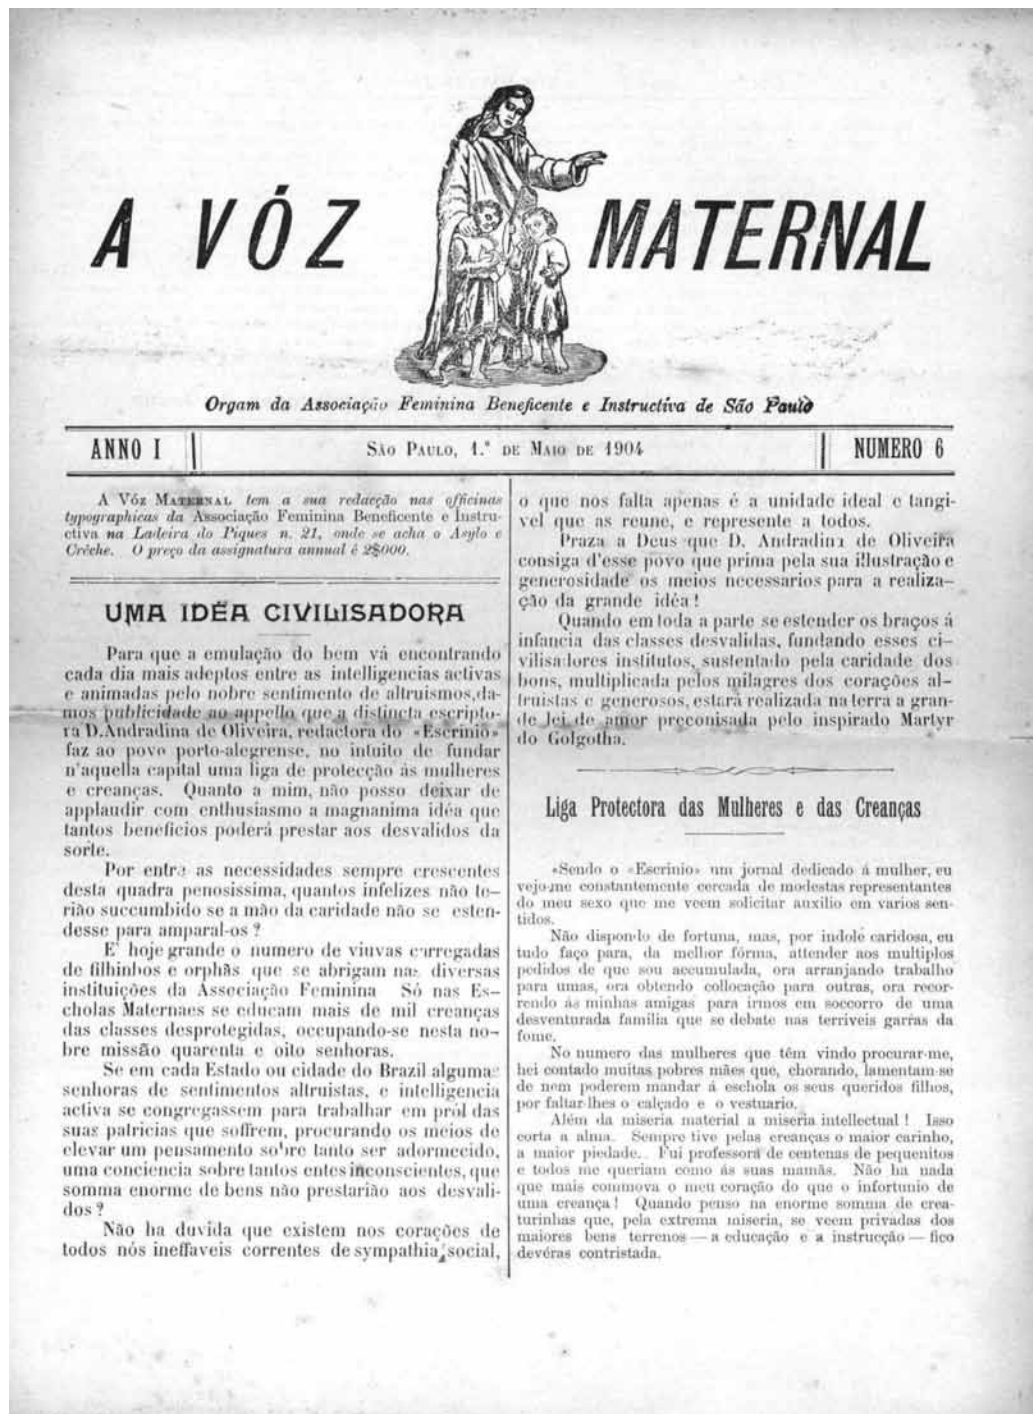 A VÓZ MATERNAL
Orgam da Associação Feminina Beneficente e Instructiva de São Paulo
ANNO I
São Paulo, 1.º de Maio de 1904
NUMERO 6
A Vóz Maternal tem a sua redacção nas officinas
typographicas da Associação Feminina Beneficente e Instru-
ctiva na Ladeira do Piques n. 21, onde se acha o Asylo e
Créche. O preço da assignatura annual é 2$000.
UMA IDÉA CIVILISADORA
Para que a emulação do bem vá encontrando
cada dia mais adeptos entre as intelligencias activas
e animadas pelo nobre sentimento de altruismos,da-
mos publicidade ao appello que a distincta escripto-
ra D.Andradina de Oliveira, redactora do «Escrinio»
faz ao povo porto-alegrense, no intuito de fundar
n'aquella capital uma liga de protecção ás mulheres
e creanças. Quanto a mim, não posso deixar de
applaudir com enthusiasmo a magnanima idéa que
tantos beneficios poderá prestar aos desvalidos da
sorte.
Por entre as necessidades sempre crescentes
desta quadra penosissima, quantos infelizes não te-
rião succumbido se a mão da caridade não se esten-
desse para amparal-os ?
E' hoje grande o numero de viuvas carregadas
de filhinhos e orphãs que se abrigam nas diversas
instituições da Associação Feminina Só nas Es-
cholas Maternaes se educam mais de mil creanças
das classes desprotegidas, occupando-se nesta no-
bre missão quarenta e oito senhoras.
Se em cada Estado ou cidade do Brazil algumas
senhoras de sentimentos altruistas, e intelligencia
activa se congregassem para trabalhar em pról das
suas patricias que soffrem, procurando os meios de
elevar um pensamento sobre tanto ser adormecido,
uma conciencia sobre tantos entes inconscientes, que
somma enorme de bens não prestarião aos desvali-
dos ?
Não ha duvida que existem nos corações de
todos nós ineffaveis correntes de sympathia social,
o que nos falta apenas é a unidade ideal e tangi-
vel que as reune, e represente a todos.
Praza a Deus que D. Andradina de Oliveira
consiga d'esse povo que prima pela sua illustração e
generosidade os meios necessarios para a realiza-
ção da grande idéa !
Quando em toda a parte se estender os braços á
infancia das classes desvalidas, fundando esses ci-
vilisadores institutos, sustentado pela caridade dos
bons, multiplicada pelos milagres dos corações al-
truistas e generosos, estará realizada na terra a gran-
de lei de amor preconisada pelo inspirado Martyr
do Golgotha.
Liga Protectora das Mulheres e das Creanças
«Sendo o «Escrinio» um jornal dedicado á mulher, eu
vejo-me constantemente cercada de modestas representantes
do meu sexo que me veem solicitar auxilio em varios sen-
tidos.
Não dispondo de fortuna, mas, por indole caridosa, eu
tudo faço para, da melhor fórma, attender aos multiplos
pedidos de que sou accumulada, ora arranjando trabalho
para umas, ora obtendo collocação para outras, ora recor-
rendo ás minhas amigas para irmos em soccorro de uma
desventurada familia que se debate nas terriveis garras da
fome.
No numero das mulheres que têm vindo procurar-me,
hei contado muitas pobres mães que, chorando, lamentam-se
de nem poderem mandar á eschola os seus queridos filhos,
por faltar-lhes o calçado e o vestuario.
Além da miseria material a miseria intellectual ! Isso
corta a alma. Sempre tive pelas creanças o maior carinho,
a maior piedade. Fui professora de centenas de pequenitos
e todos me queriam como ás suas mamãs. Não ha nada
que mais commova o meu coração do que o infortunio de
uma creança ! Quando penso na enorme somma de crea-
turinhas que, pela extrema miseria, se veem privadas dos
maiores bens terrenos — a educação e a instrucção — fico
devéras contristada.